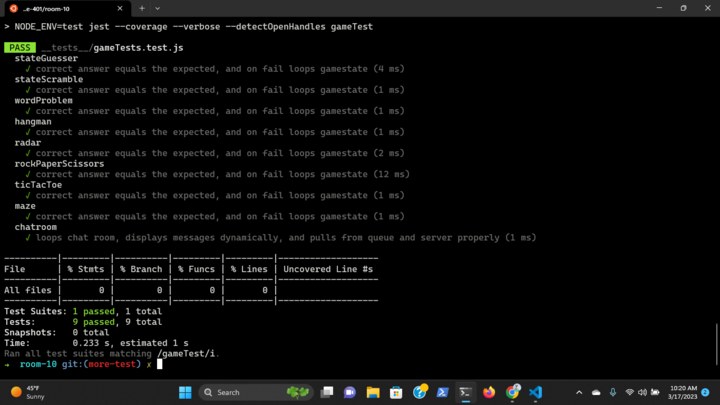 ..e-401/room-10
> NODE_ENV=test jest --coverage --verbose --detectOpenHandles gameTest
PASS __tests__/gameTests.test.js
stateGuesser
√ correct answer equals the expected, and on fail loops gamestate (4 ms)
stateScramble
√ correct answer equals the expected, and on fail loops gamestate (1 ms)
wordProblem
√ correct answer equals the expected, and on fail loops gamestate (1 ms)
hangman
√ correct answer equals the expected, and on fail loops gamestate (1 ms)
radar
√ correct answer equals the expected, and on fail loops gamestate (2 ms)
rockPaperScissors
√ correct answer equals the expected, and on fail loops gamestate (12 ms)
ticTacToe
√ correct answer equals the expected, and on fail loops gamestate (1 ms)
maze
√ correct answer equals the expected, and on fail loops gamestate (1 ms)
chatroom
√ loops chat room, displays messages dynamically, and pulls from queue and server properly (1 ms)
----------|---------|----------|---------|---------|-------------------
File      | % Stmts | % Branch | % Funcs | % Lines | Uncovered Line #s
----------|---------|----------|---------|---------|-------------------
All files |       0 |        0 |       0 |       0 |
----------|---------|----------|---------|---------|-------------------
Test Suites: 1 passed, 1 total
Tests:       9 passed, 9 total
Snapshots:   0 total
Time:        0.233 s, estimated 1 s
Ran all test suites matching /gameTest/i.
→ room-10 git:(more-test) ✗
45°F
Sunny
Search
10:20 AM
3/17/2023